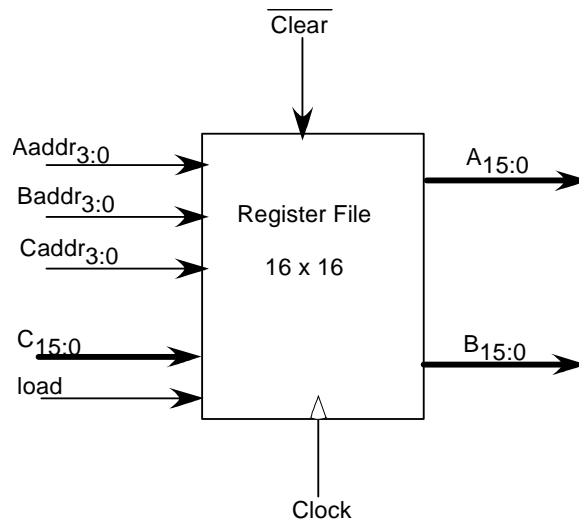 Clear
Aaddr3:0
Baddr3:0
Caddr3:0
C15:0
load
Register File
16 x 16
A15:0
B15:0
Clock